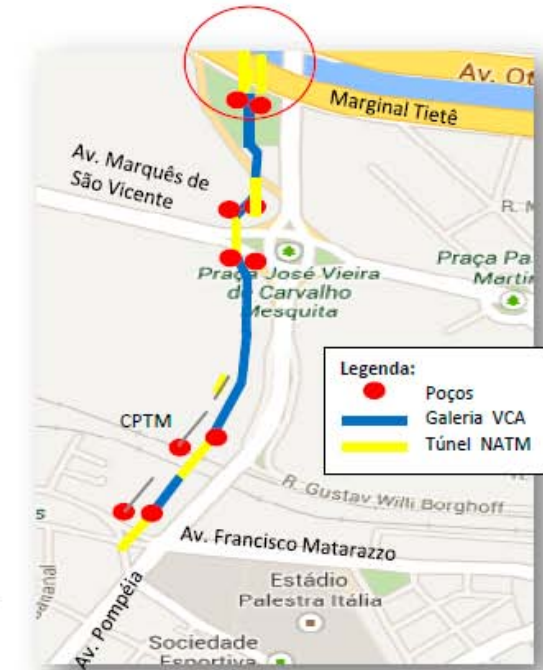 Av. Ot
Marginal Tietê
Av. Marquês de
São Vicente
R. M
Praça José Vieira
de Carvalho
Mesquita
Praça Pa
Martin
Legenda:
Poços
Galeria VCA
Túnel NATM
CPTM
R. Gustav Willi Borghoff
s
Av. Francisco Matarazzo
Estádio
Palestra Itália
Av. Pompéia
Sociedade
Esportiva